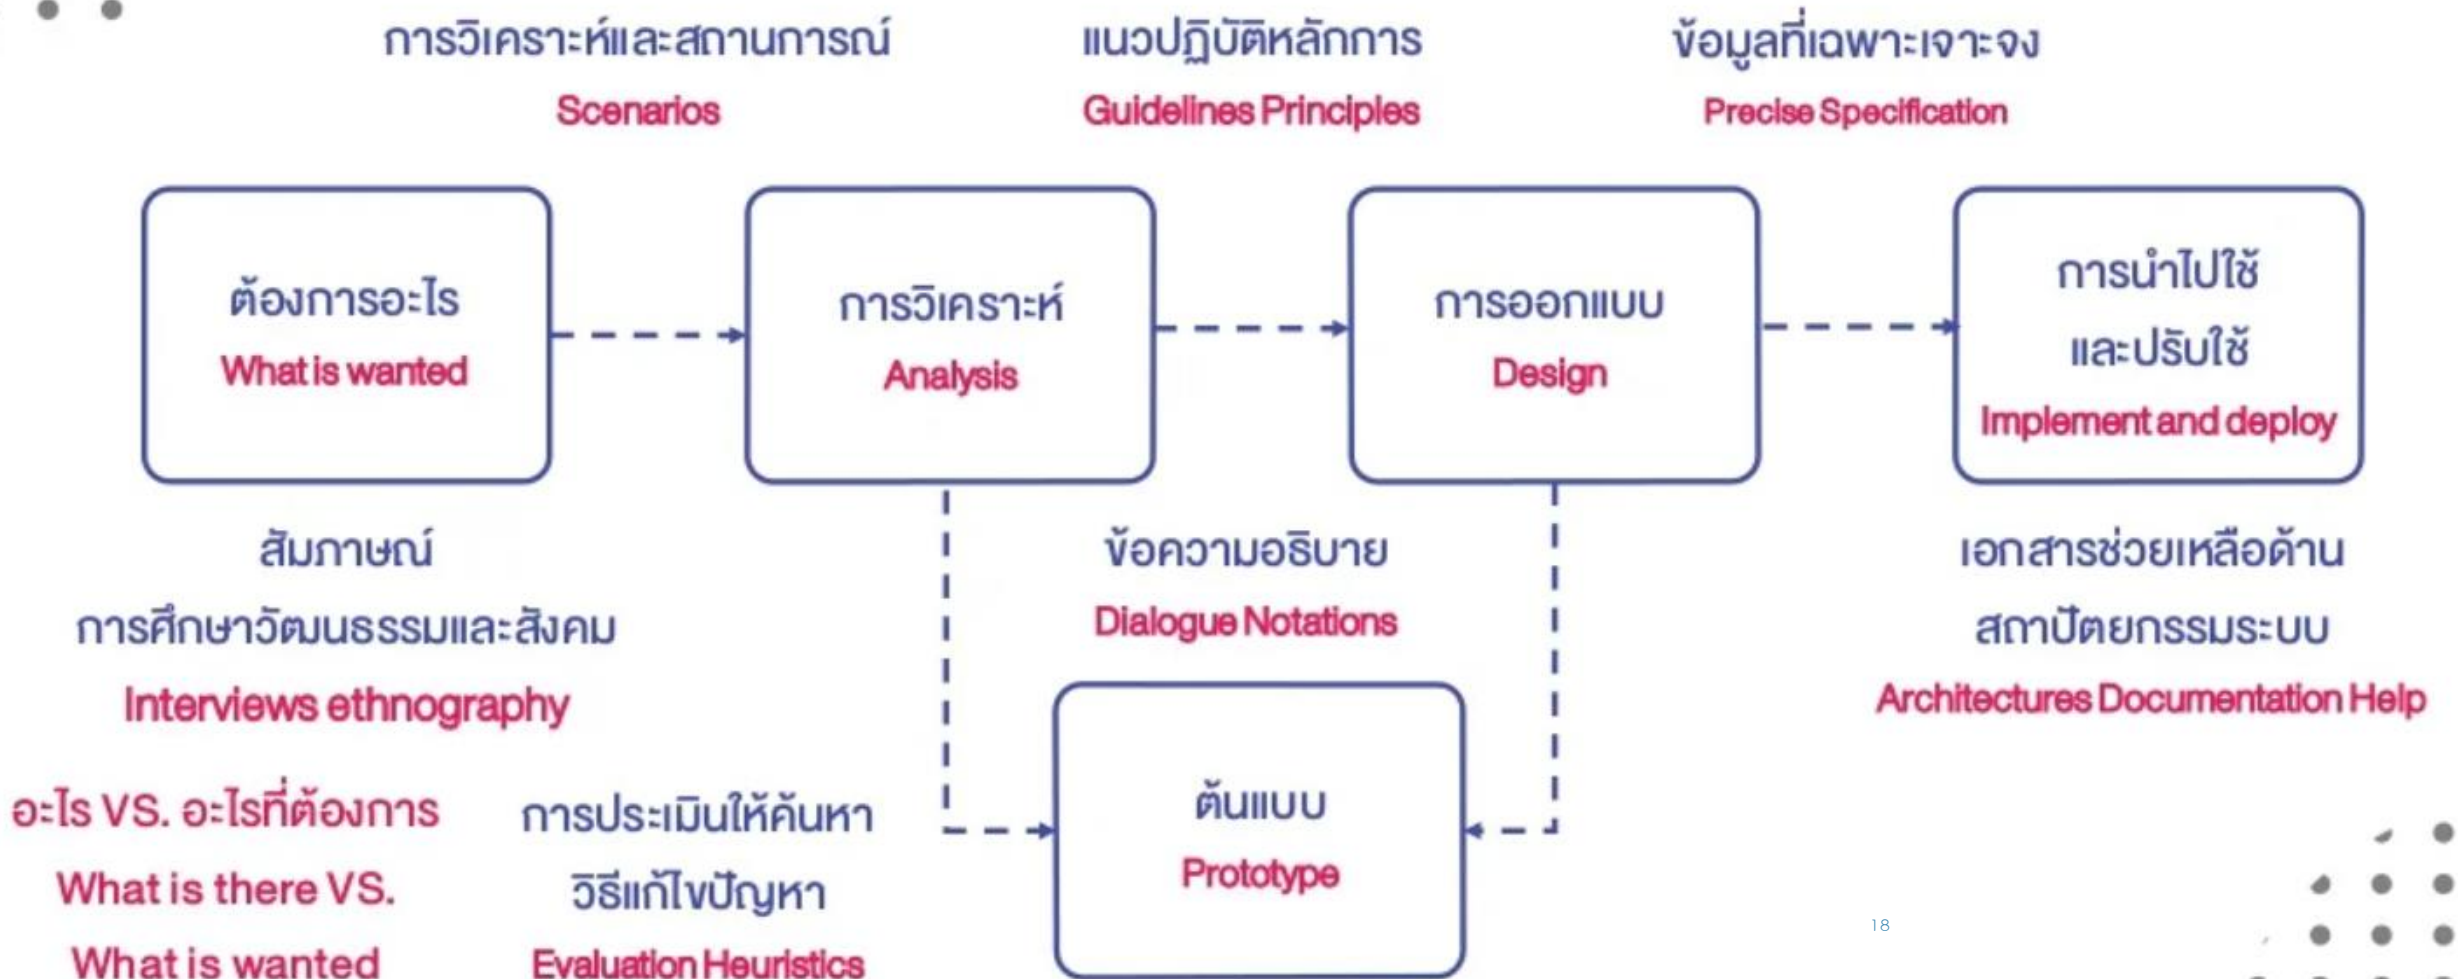 การวิเคราะห์และสถานการณ์
Scenarios
แนวปฏิบัติหลักการ
Guidelines Principles
ข้อมูลที่เฉพาะเจาะจง
Precise Specification
ต้องการอะไร
What is wanted
การวิเคราะห์
Analysis
การออกแบบ
Design
การนำไปใช้
และปรับใช้
Implement and deploy
สัมภาษณ์
การศึกษาวัฒนธรรมและสังคม
Interviews ethnography
ข้อความอธิบาย
Dialogue Notations
เอกสารช่วยเหลือด้าน
สถาปัตยกรรมระบบ
Architectures Documentation Help
อะไร VS. อะไรที่ต้องการ
What is there VS.
What is wanted
การประเมินให้ค้นหา
วิธีแก้ไขปัญหา
Evaluation Heuristics
ต้นแบบ
Prototype
18